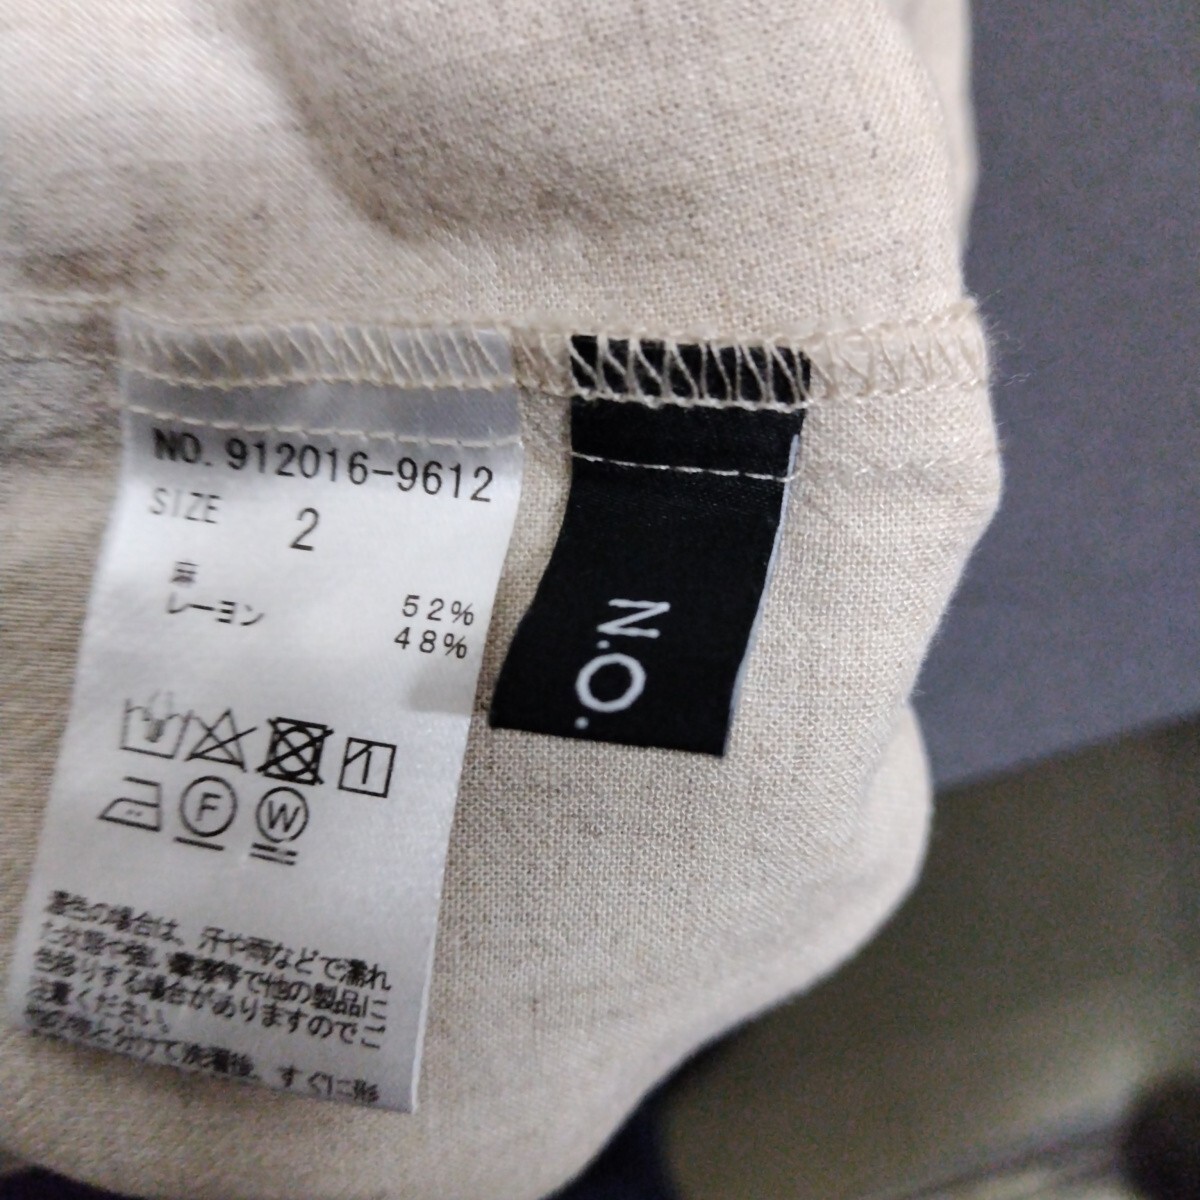 NO. 912016-9612
SIZE 2
麻 52%
レーヨン 48%
F W
濃色の場合は、汗や雨などで濡れ
た状態や強い摩擦等で他の製品に
色移りする場合がありますのでご
注意ください。
他の物と分けて洗濯後、すぐに形
N.O.